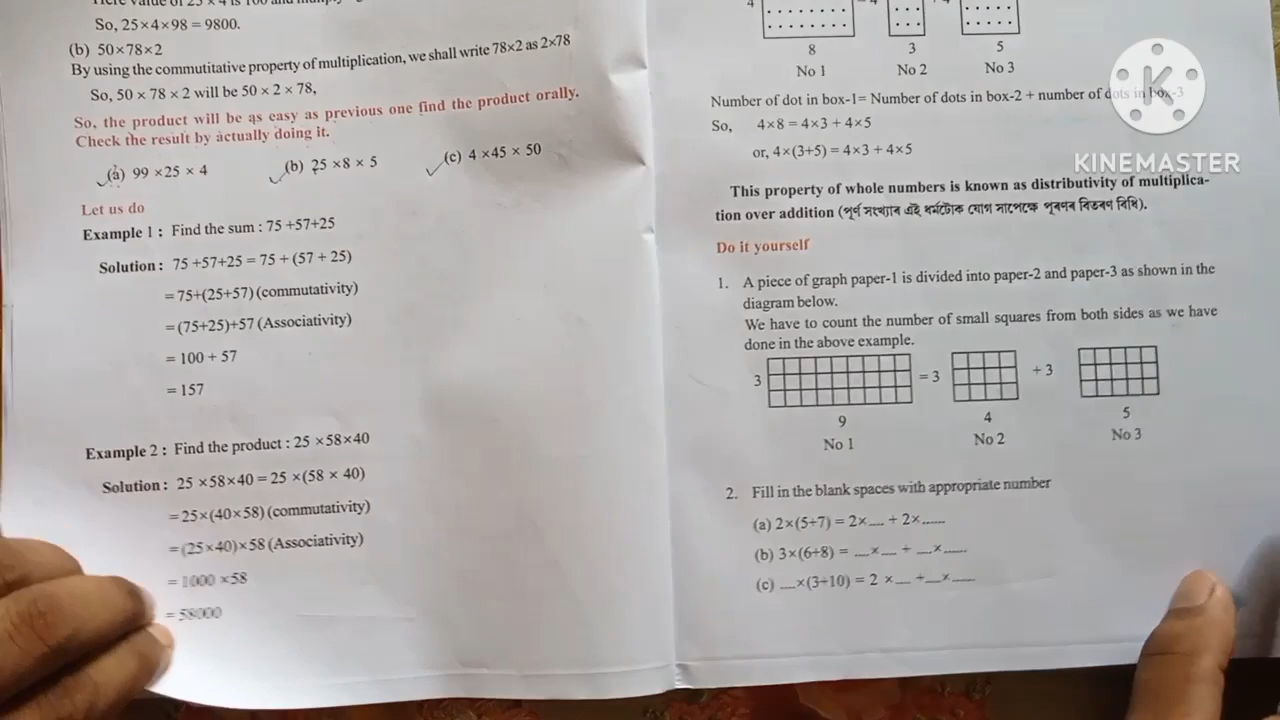 So, 25×4×98 = 9800.
(b) 50×78×2
By using the commutitative property of multiplication, we shall write 78×2 as 2×78
So, 50 × 78 × 2 will be 50 × 2 × 78,
So, the product will be as easy as previous one find the product orally.
Check the result by actually doing it.
(a) 99 ×25 × 4 (b) 25 ×8 × 5 (c) 4 ×45 × 50
Let us do
Example 1 : Find the sum : 75 +57+25
Solution : 75 +57+25 = 75 + (57 + 25)
= 75+(25+57) (commutativity)
= (75+25)+57 (Associativity)
= 100 + 57
= 157
Example 2 : Find the product : 25 ×58×40
Solution : 25 ×58×40 = 25 ×(58 × 40)
= 25×(40×58) (commutativity)
= (25×40)×58 (Associativity)
= 1000 ×58
= 58000
8 3 5
No 1 No 2 No 3
Number of dot in box-1= Number of dots in box-2 + number of dots in box-3
So, 4×8 = 4×3 + 4×5
or, 4×(3+5) = 4×3 + 4×5
KINEMASTER
This property of whole numbers is known as distributivity of multiplica-
tion over addition (পূৰ্ণ সংখ্যাৰ এই ধৰ্মটোক যোগ সাপেক্ষে পূৰণৰ বিতৰণ বিধি).
Do it yourself
1. A piece of graph paper-1 is divided into paper-2 and paper-3 as shown in the
diagram below.
We have to count the number of small squares from both sides as we have
done in the above example.
3 = 3 + 3
9 4 5
No 1 No 2 No 3
2. Fill in the blank spaces with appropriate number
(a) 2×(5+7) = 2×__ + 2×......
(b) 3×(6+8) = __×__ + __×......
(c) __×(3+10) = 2 ×__ +__×......